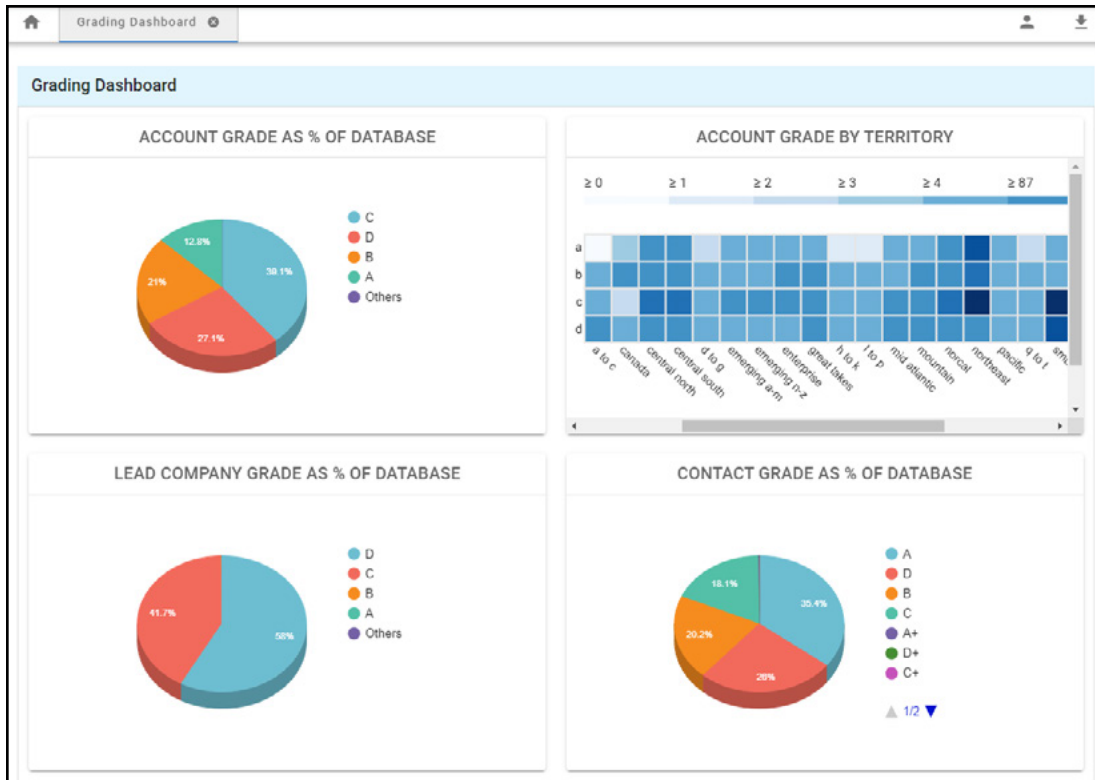 Grading Dashboard
Grading Dashboard
ACCOUNT GRADE AS % OF DATABASE
12.8%
39.1%
21%
27.1%
C
D
B
A
Others
ACCOUNT GRADE BY TERRITORY
≥ 0 ≥ 1 ≥ 2 ≥ 3 ≥ 4 ≥ 87
a
b
c
d
a to c
canada
central north
central south
d to g
emerging a-m
emerging n-z
enterprise
great lakes
h to k
l to p
mid atlantic
mountain
norcal
northeast
pacific
q to t
LEAD COMPANY GRADE AS % OF DATABASE
41.7%
58%
D
C
B
A
Others
CONTACT GRADE AS % OF DATABASE
18.1%
35.4%
20.2%
26%
A
D
B
C
A+
D+
C+
1/2